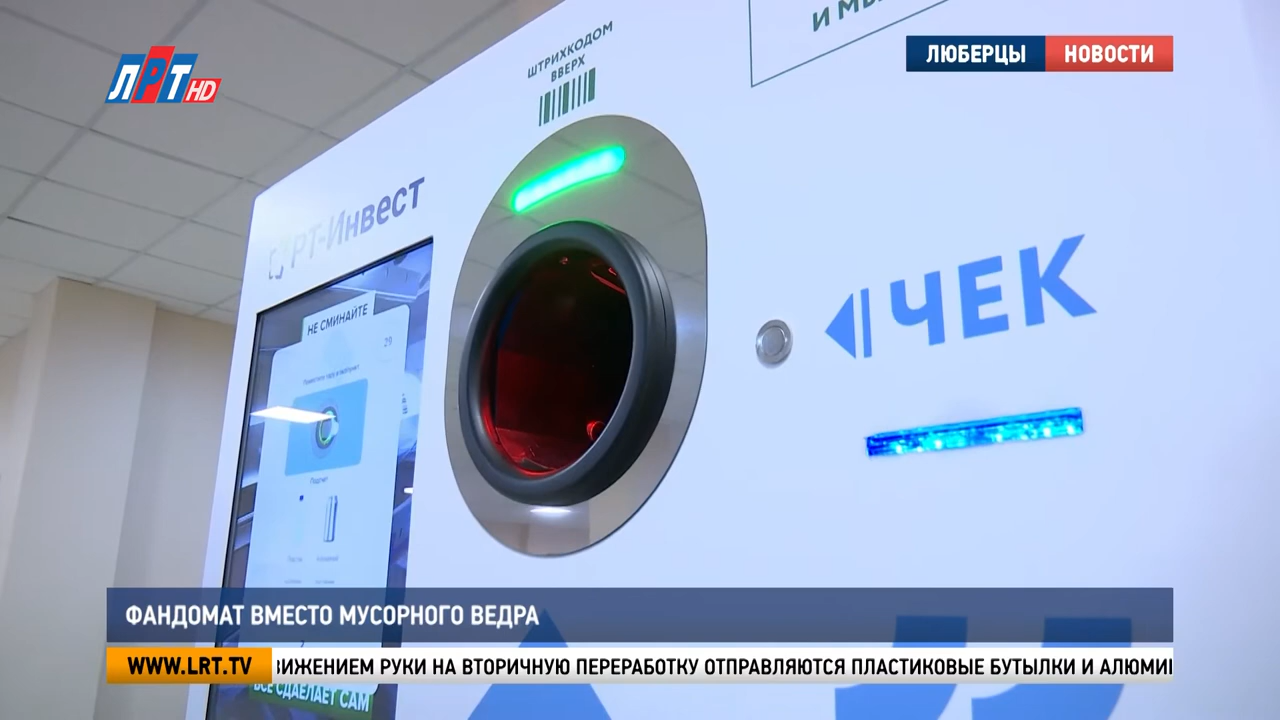 ЛРТ HD
ЛЮБЕРЦЫ НОВОСТИ
ШТРИХКОДОМ
ВВЕРХ
РТ-Инвест
НЕ СМИНАЙТЕ
29
ЧЕК
ФАНДОМАТ ВМЕСТО МУСОРНОГО ВЕДРА
WWW.LRT.TV
ВИЖЕНИЕМ РУКИ НА ВТОРИЧНУЮ ПЕРЕРАБОТКУ ОТПРАВЛЯЮТСЯ ПЛАСТИКОВЫЕ БУТЫЛКИ И АЛЮМИ
ВСЕ СДЕЛАЕТ САМ